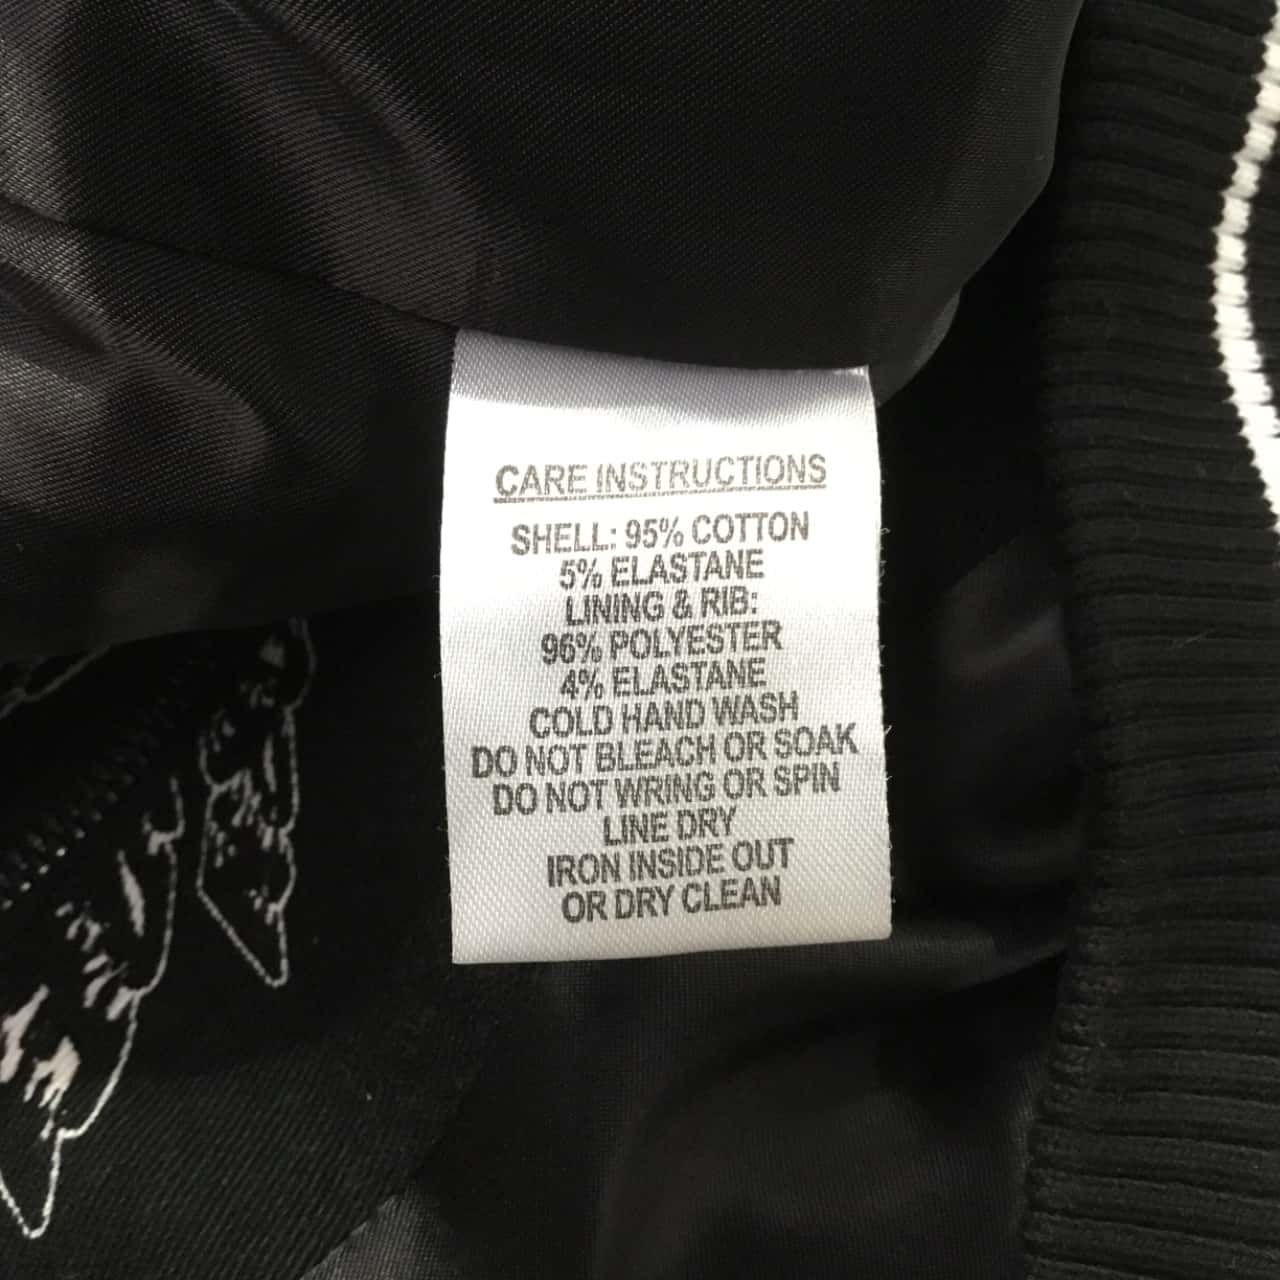 CARE INSTRUCTIONS
SHELL: 95% COTTON
5% ELASTANE
LINING & RIB:
96% POLYESTER
4% ELASTANE
COLD HAND WASH
DO NOT BLEACH OR SOAK
DO NOT WRING OR SPIN
LINE DRY
IRON INSIDE OUT
OR DRY CLEAN